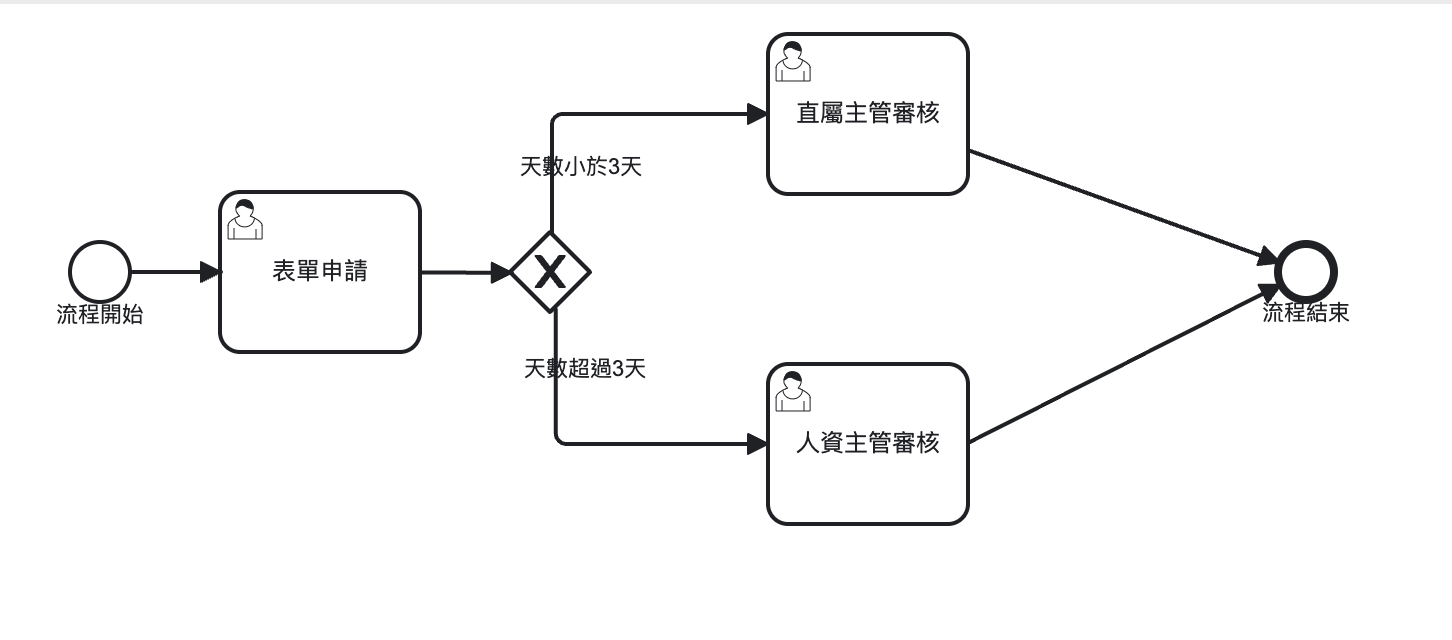 流程開始
表單申請
天數小於3天
天數超過3天
直屬主管審核
人資主管審核
流程結束